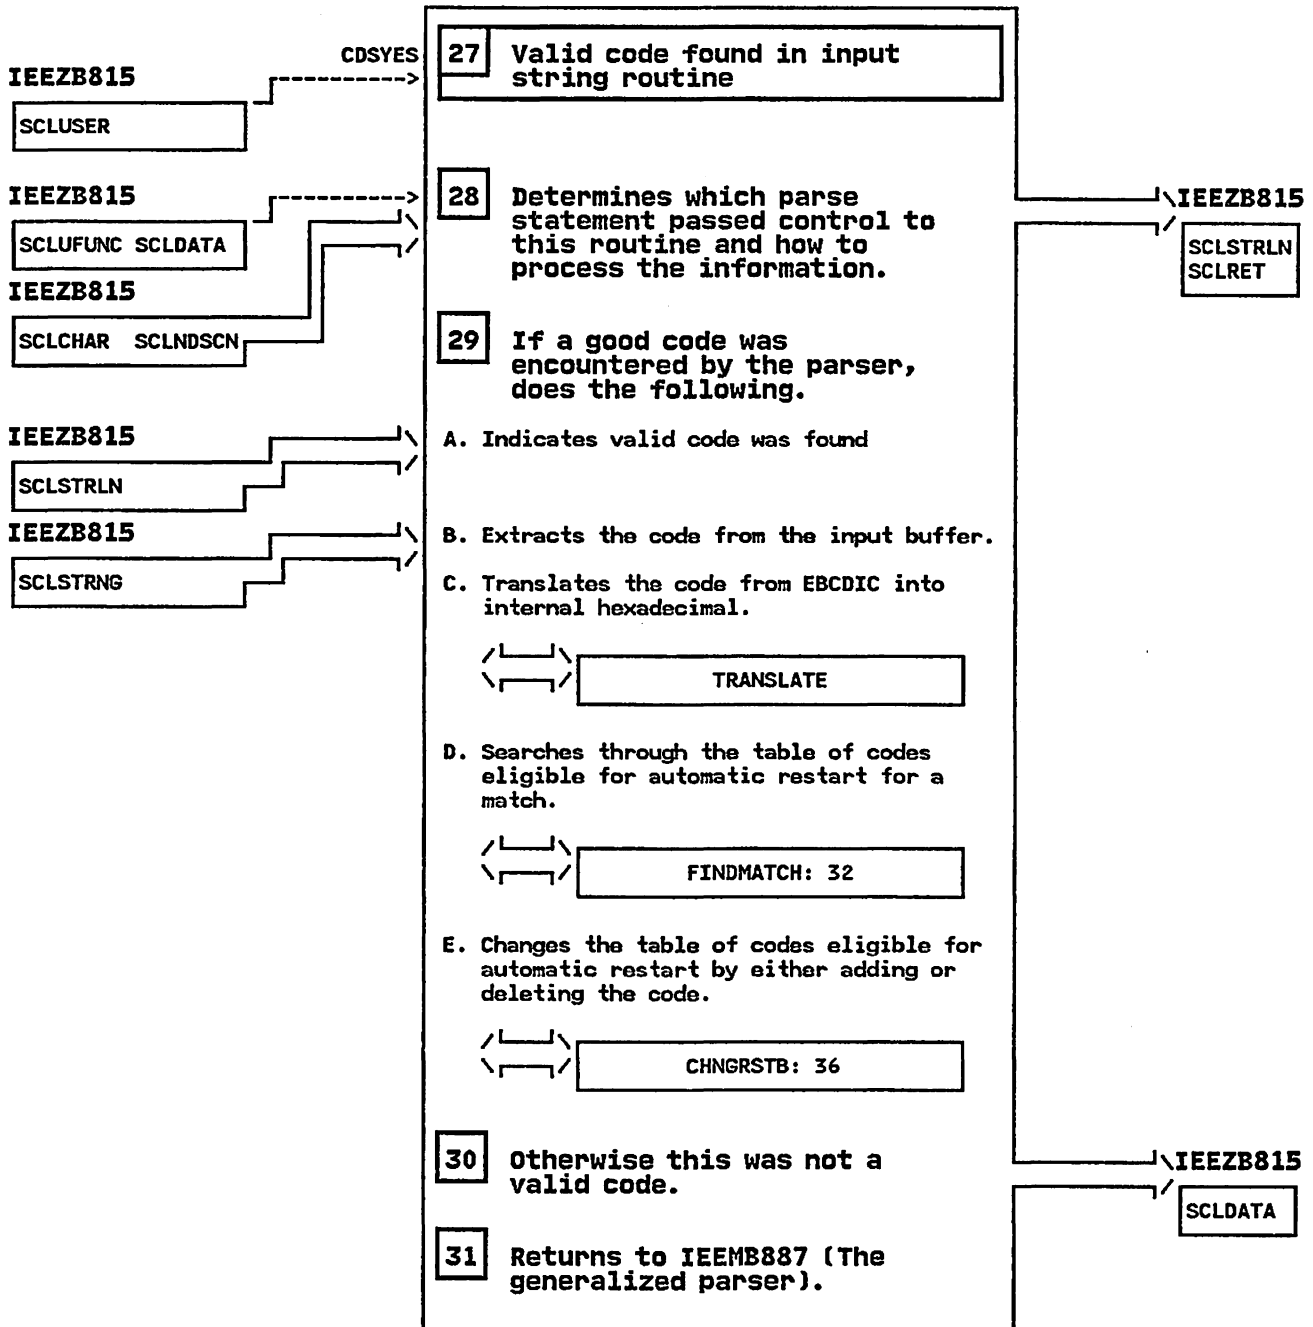 CDSYES
27 Valid code found in input
string routine
IEEZB815
SCLUSER
IEEZB815
SCLUFUNC SCLDATA
IEEZB815
SCLCHAR SCLNDSCN
28 Determines which parse
statement passed control to
this routine and how to
process the information.
IEEZB815
SCLSTRLN
SCLRET
29 If a good code was
encountered by the parser,
does the following.
IEEZB815
SCLSTRLN
A. Indicates valid code was found
IEEZB815
SCLSTRNG
B. Extracts the code from the input buffer.
C. Translates the code from EBCDIC into
internal hexadecimal.
TRANSLATE
D. Searches through the table of codes
eligible for automatic restart for a
match.
FINDMATCH: 32
E. Changes the table of codes eligible for
automatic restart by either adding or
deleting the code.
CHNGRSTB: 36
30 Otherwise this was not a
valid code.
IEEZB815
SCLDATA
31 Returns to IEEMB887 (The
generalized parser).